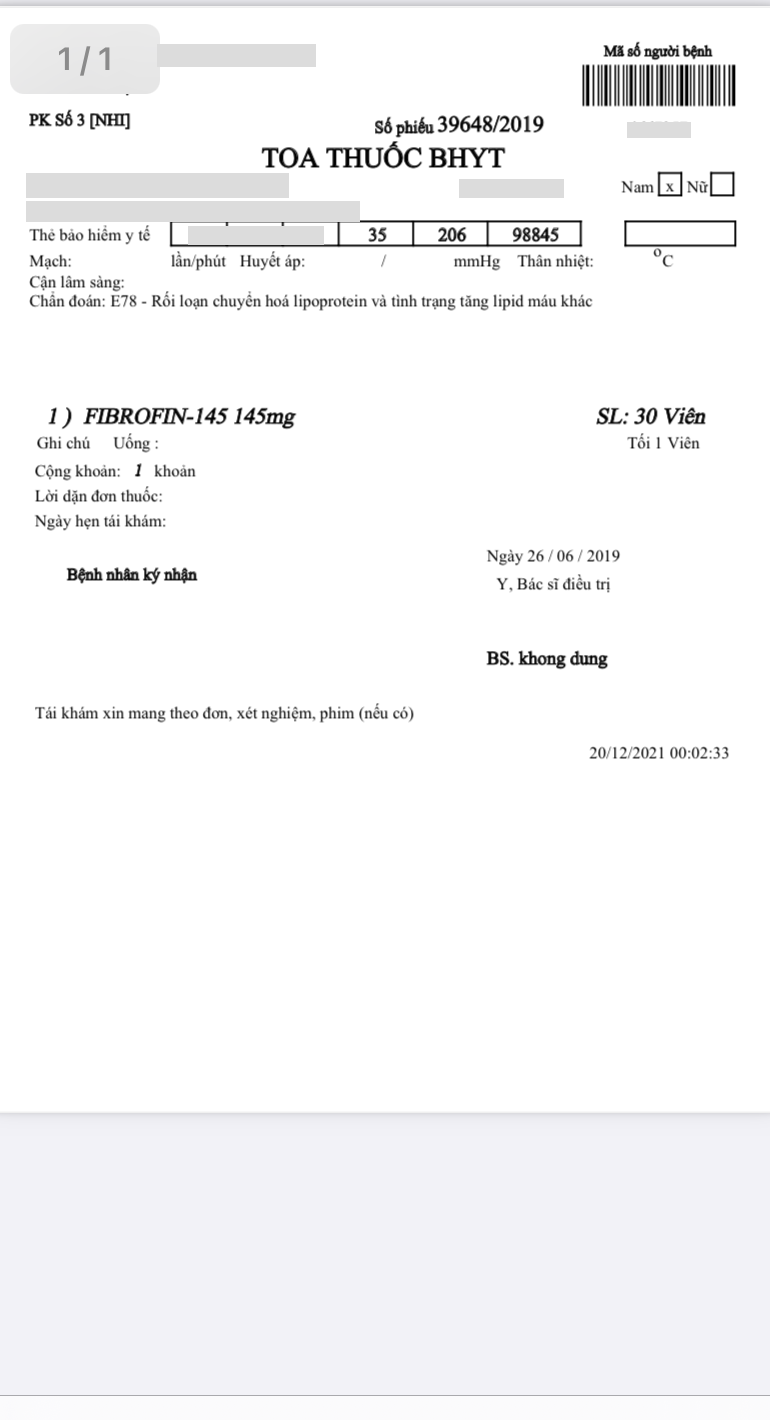 1/1
Mã số người bệnh
PK Số 3 [NHI]
Số phiếu 39648/2019
TOA THUỐC BHYT
Nam x Nữ
Thẻ bảo hiểm y tế 35 206 98845
Mạch: lần/phút Huyết áp: / mmHg Thân nhiệt: °C
Cận lâm sàng:
Chẩn đoán: E78 - Rối loạn chuyển hoá lipoprotein và tình trạng tăng lipid máu khác
1 ) FIBROFIN-145 145mg SL: 30 Viên
Ghi chú Uống : Tối 1 Viên
Cộng khoản: 1 khoản
Lời dặn đơn thuốc:
Ngày hẹn tái khám:
Ngày 26 / 06 / 2019
Bệnh nhân ký nhận
Y, Bác sĩ điều trị
BS. khong dung
Tái khám xin mang theo đơn, xét nghiệm, phim (nếu có)
20/12/2021 00:02:33